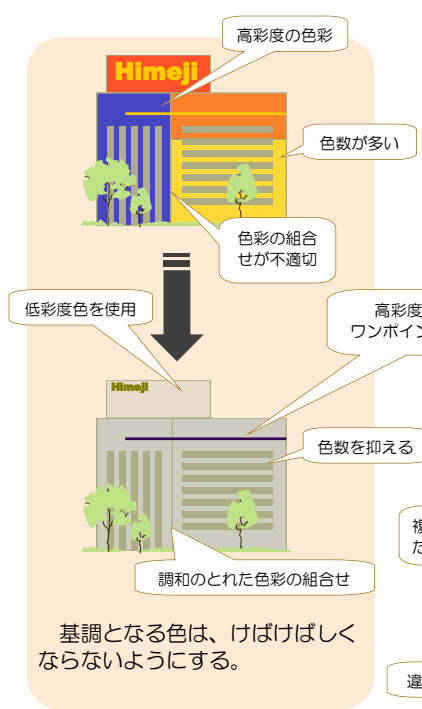 高彩度の色彩
Himeji
色数が多い
色彩の組合
せが不適切
低彩度色を使用
高彩度
ワンポイン
Himeji
色数を抑える
複
た
調和のとれた色彩の組合せ
基調となる色は、けばけばしく
ならないようにする。
違